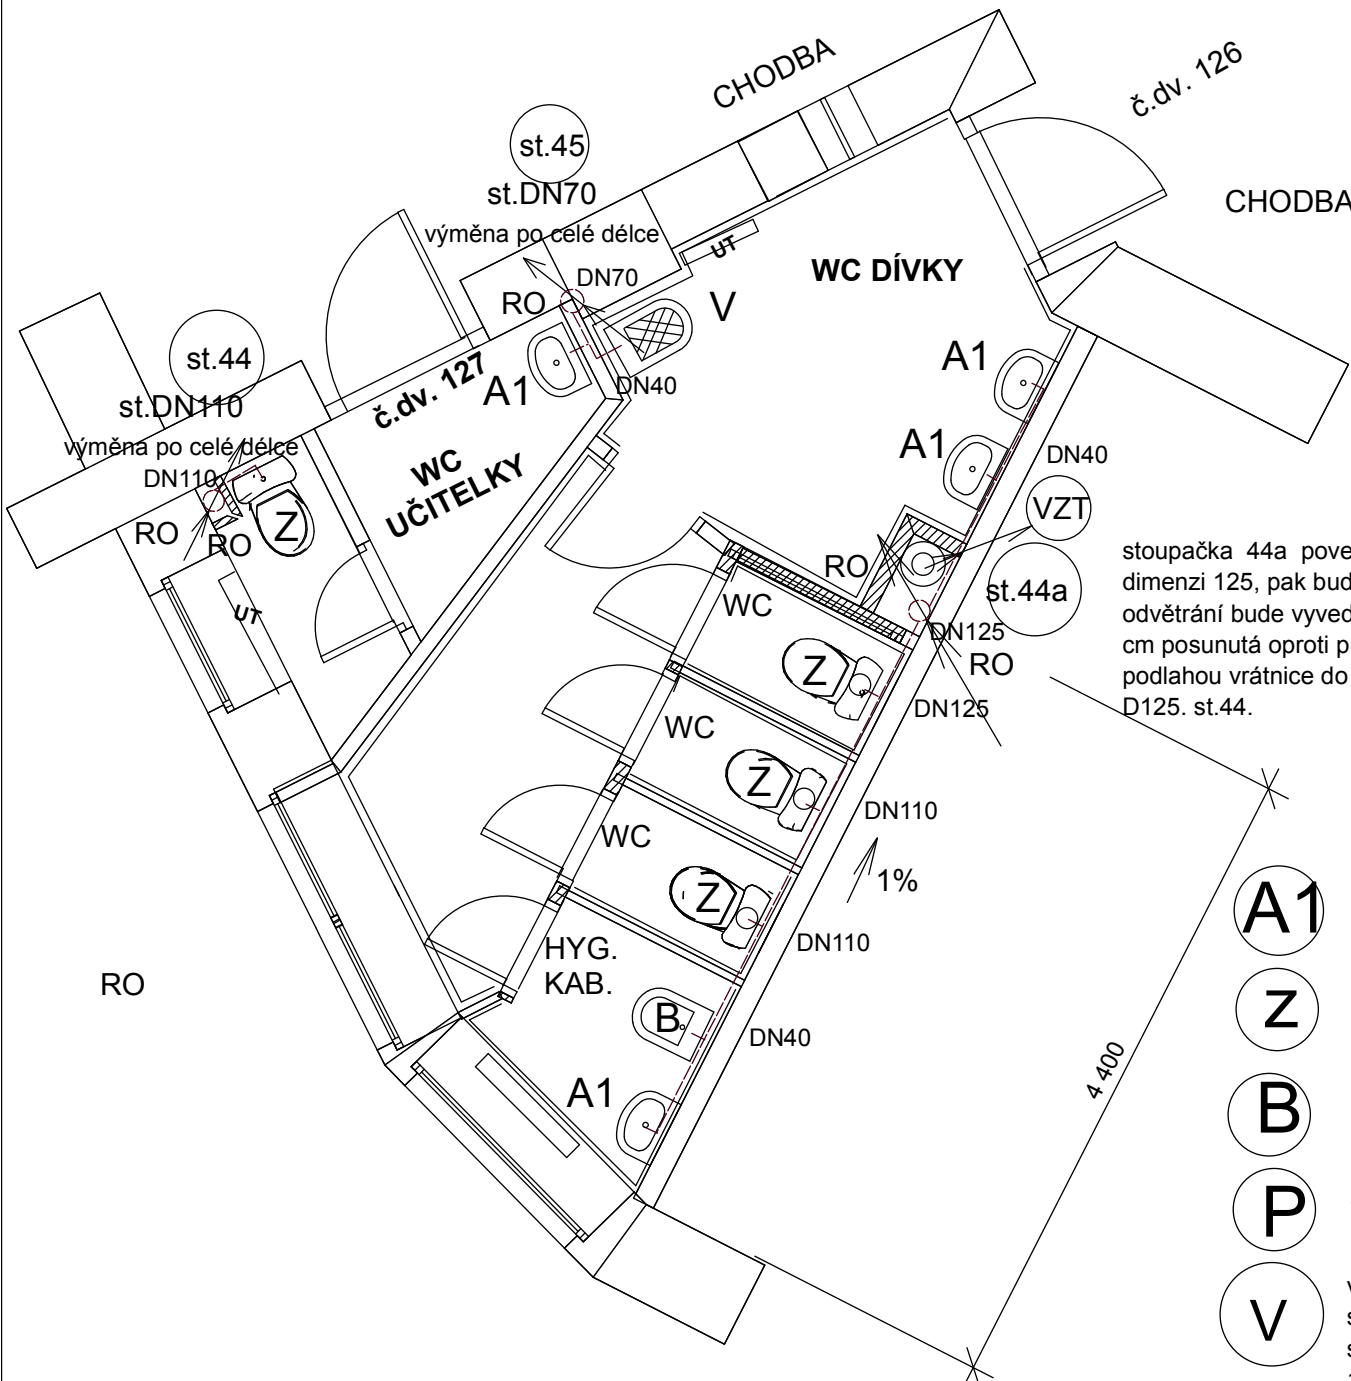 CHODBA
č.dv. 126
st.45
st.DN70
výměna po celé délce
CHODBA
UT
WC DÍVKY
DN70
RO
V
st.44
A1
č.dv. 127
A1
DN40
st.DN110
výměna po celé délce
A1
DN110
WC
UČITELKY
DN40
VZT
Z
RO
RO
RO
st.44a
stoupačka 44a pove
dimenzi 125, pak bud
odvětrání bude vyved
cm posunutá oproti p
podlahou vrátnice do
D125. st.44.
WC
UT
DN125
RO
Z
DN125
WC
Z
DN110
WC
1%
Z
A1
DN110
HYG.
KAB.
RO
Z
B
DN40
4 400
A1
B
P
V